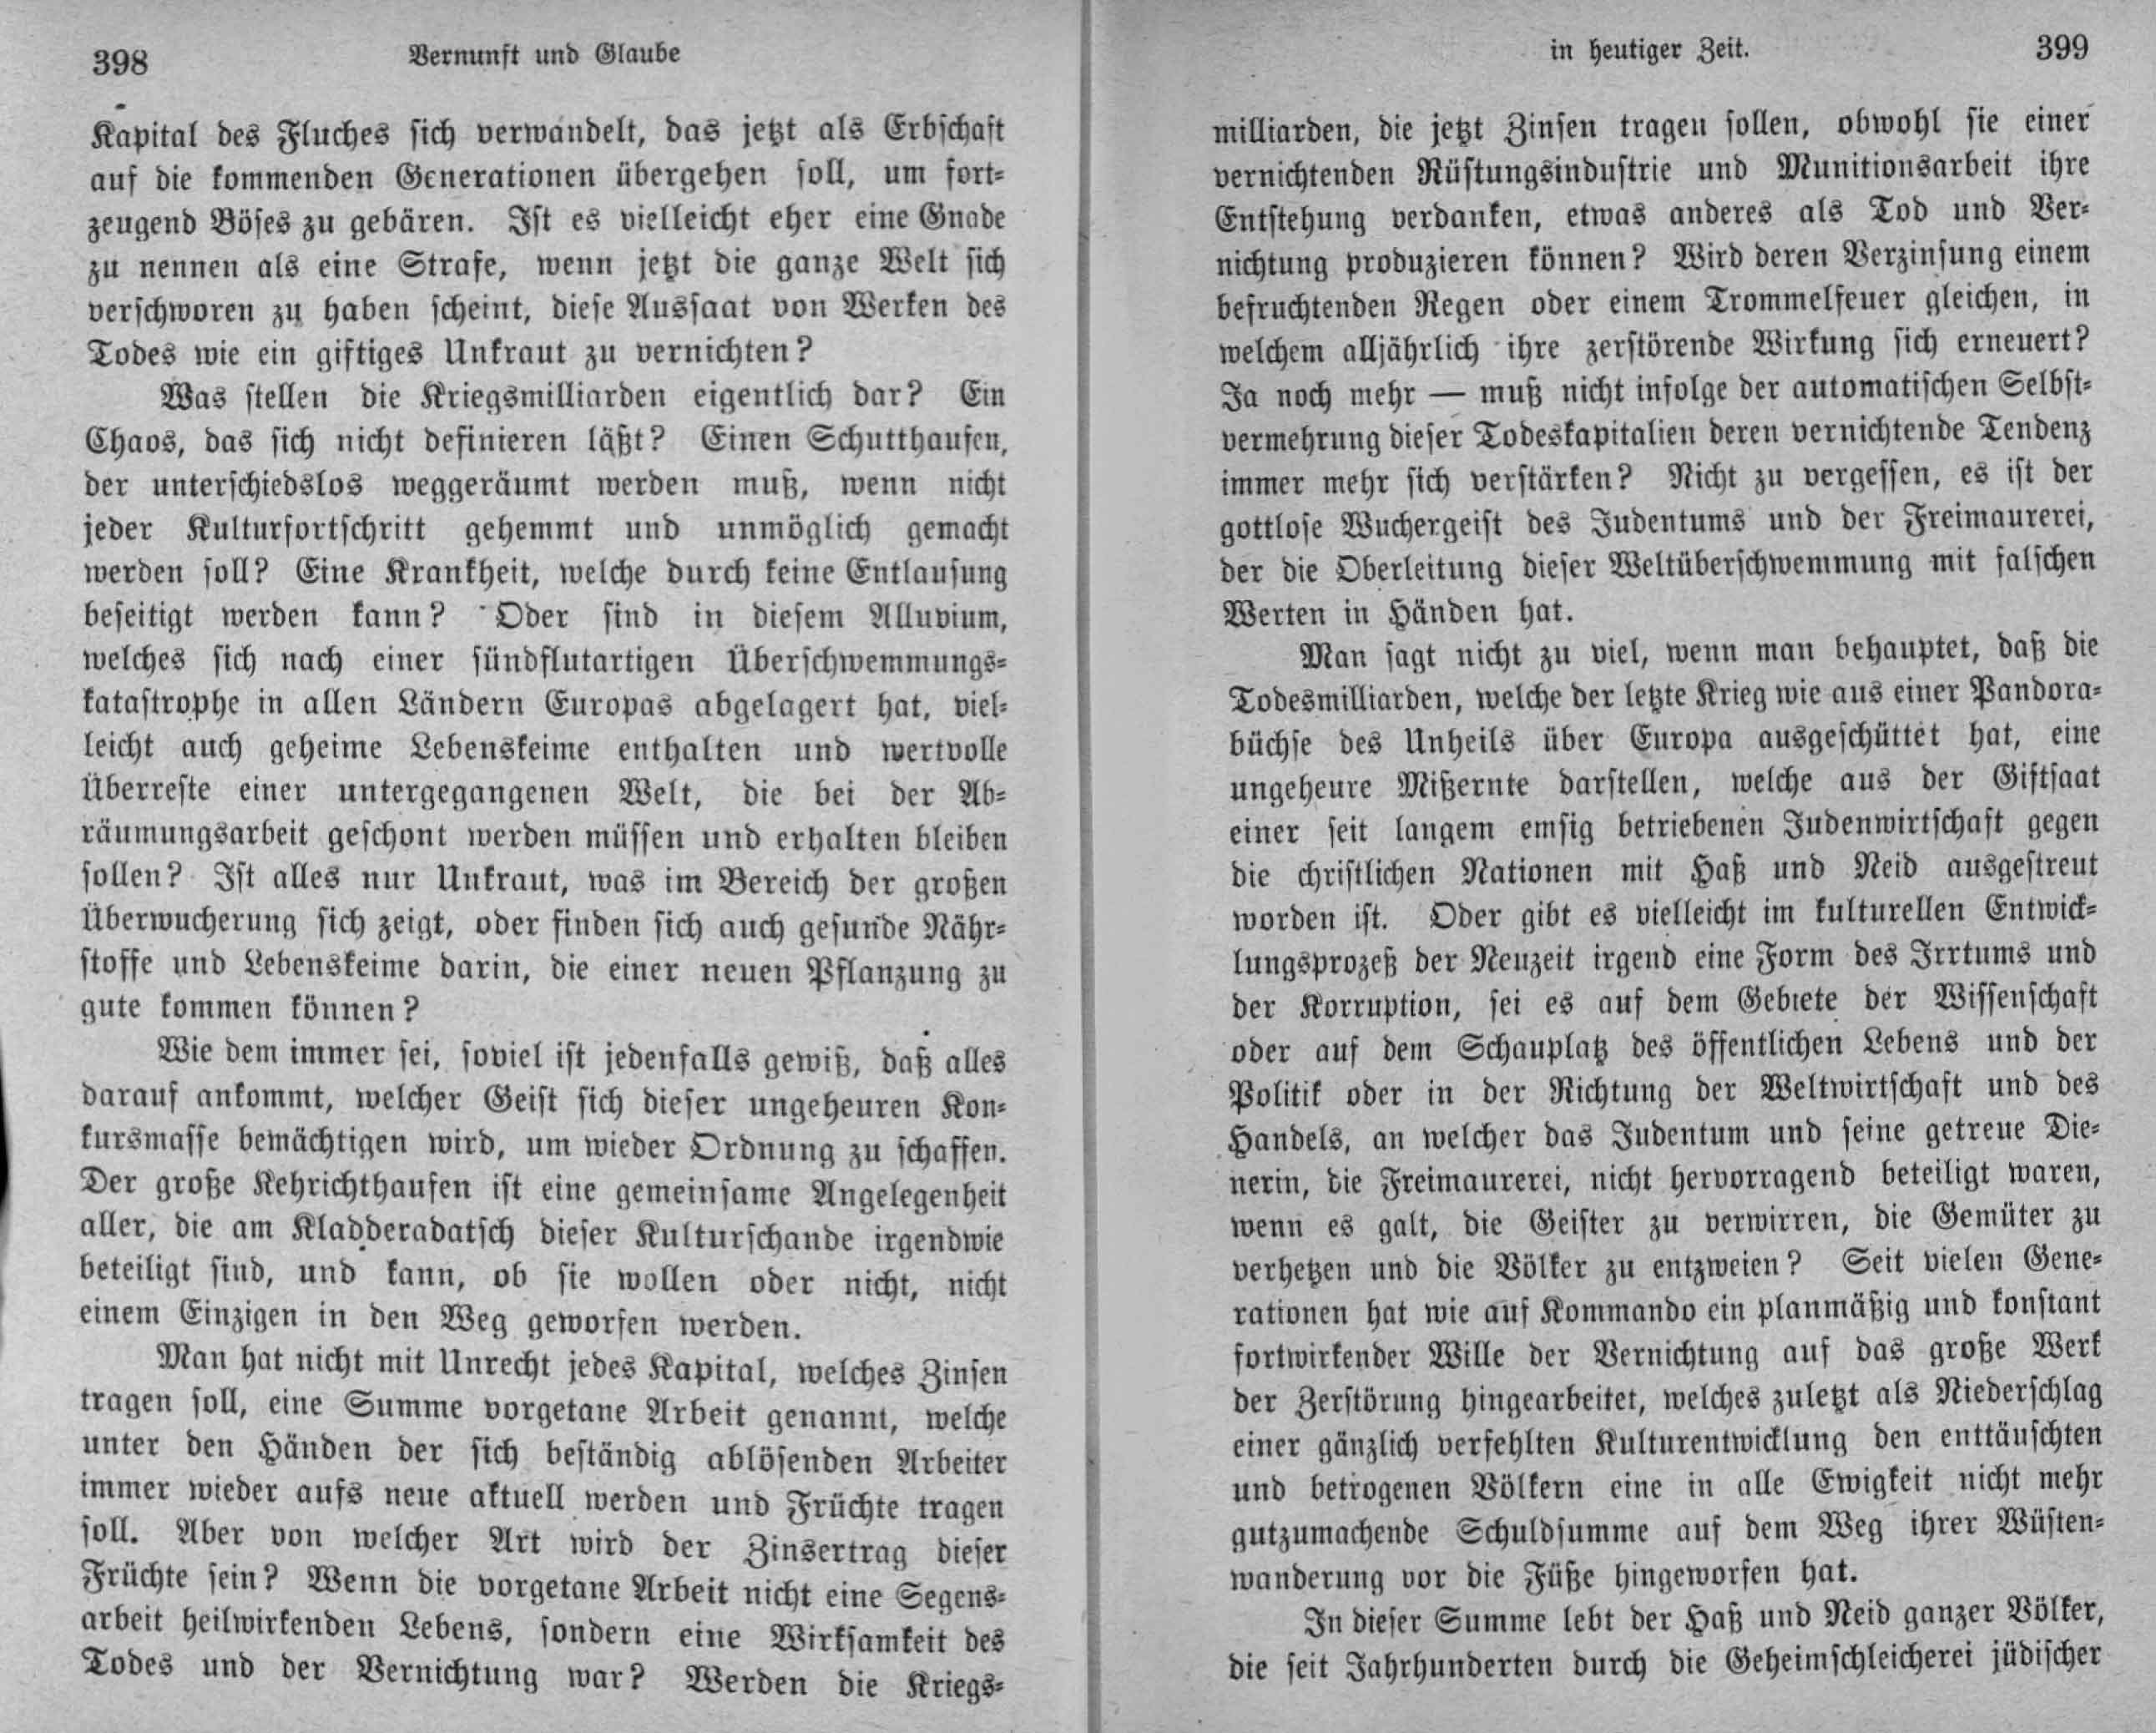 398
Vernunft und Glaube
Kapital des Fluches sich verwandelt, das jetzt als Erbschaft
auf die kommenden Generationen übergehen soll, um fort-
zeugend Böses zu gebären. Ist es vielleicht eher eine Gnade
zu nennen als eine Strafe, wenn jetzt die ganze Welt sich
verschworen zu haben scheint, diese Aussaat von Werken des
Todes wie ein giftiges Unkraut zu vernichten?
Was stellen die Kriegsmilliarden eigentlich dar? Ein
Chaos, das sich nicht definieren läßt? Einen Schutthaufen,
der unterschiedslos weggeräumt werden muß, wenn nicht
jeder Kulturfortschritt gehemmt und unmöglich gemacht
werden soll? Eine Krankheit, welche durch keine Entlausung
beseitigt werden kann? Oder sind in diesem Alluvium,
welches sich nach einer sündflutartigen Überschwemmungs-
katastrophe in allen Ländern Europas abgelagert hat, viel-
leicht auch geheime Lebenskeime enthalten und wertvolle
Überreste einer untergegangenen Welt, die bei der Ab-
räumungsarbeit geschont werden müssen und erhalten bleiben
sollen? Ist alles nur Unkraut, was im Bereich der großen
Überwucherung sich zeigt, oder finden sich auch gesunde Nähr-
stoffe und Lebenskeime darin, die einer neuen Pflanzung zu
gute kommen können?
Wie dem immer sei, soviel ist jedenfalls gewiß, daß alles
darauf ankommt, welcher Geist sich dieser ungeheuren Kon-
kursmasse bemächtigen wird, um wieder Ordnung zu schaffen.
Der große Kehrichthaufen ist eine gemeinsame Angelegenheit
aller, die am Kladderadatsch dieser Kulturschande irgendwie
beteiligt sind, und kann, ob sie wollen oder nicht, nicht
einem Einzigen in den Weg geworfen werden.
Man hat nicht mit Unrecht jedes Kapital, welches Zinsen
tragen soll, eine Summe vorgetane Arbeit genannt, welche
unter den Händen der sich beständig ablösenden Arbeiter
immer wieder aufs neue aktuell werden und Früchte tragen
soll. Aber von welcher Art wird der Zinsertrag dieser
Früchte sein? Wenn die vorgetane Arbeit nicht eine Segens-
arbeit heilwirkenden Lebens, sondern eine Wirksamkeit des
Todes und der Vernichtung war? Werden die Kriegs-
in heutiger Zeit.
399
milliarden, die jetzt Zinsen tragen sollen, obwohl sie einer
vernichtenden Rüstungsindustrie und Munitionsarbeit ihre
Entstehung verdanken, etwas anderes als Tod und Ver-
nichtung produzieren können? Wird deren Verzinsung einem
befruchtenden Regen oder einem Trommelfeuer gleichen, in
welchem alljährlich ihre zerstörende Wirkung sich erneuert?
Ja noch mehr — muß nicht infolge der automatischen Selbst-
vermehrung dieser Todeskapitalien deren vernichtende Tendenz
immer mehr sich verstärken? Nicht zu vergessen, es ist der
gottlose Wuchergeist des Judentums und der Freimaurerei,
der die Oberleitung dieser Weltüberschwemmung mit falschen
Werten in Händen hat.
Man sagt nicht zu viel, wenn man behauptet, daß die
Todesmilliarden, welche der letzte Krieg wie aus einer Pandora-
büchse des Unheils über Europa ausgeschüttet hat, eine
ungeheure Mißernte darstellen, welche aus der Giftsaat
einer seit langem emsig betriebenen Judenwirtschaft gegen
die christlichen Nationen mit Haß und Neid ausgestreut
worden ist. Oder gibt es vielleicht im kulturellen Entwick-
lungsprozeß der Neuzeit irgend eine Form des Irrtums und
der Korruption, sei es auf dem Gebiete der Wissenschaft
oder auf dem Schauplatz des öffentlichen Lebens und der
Politik oder in der Richtung der Weltwirtschaft und des
Handels, an welcher das Judentum und seine getreue Die-
nerin, die Freimaurerei, nicht hervorragend beteiligt waren,
wenn es galt, die Geister zu verwirren, die Gemüter zu
verhetzen und die Völker zu entzweien? Seit vielen Gene-
rationen hat wie auf Kommando ein planmäßig und konstant
fortwirkender Wille der Vernichtung auf das große Werk
der Zerstörung hingearbeitet, welches zuletzt als Niederschlag
einer gänzlich verfehlten Kulturentwicklung den enttäuschten
und betrogenen Völkern eine in alle Ewigkeit nicht mehr
gutzumachende Schuldsumme auf dem Weg ihrer Wüsten-
wanderung vor die Füße hingeworfen hat.
In dieser Summe lebt der Haß und Neid ganzer Völker,
die seit Jahrhunderten durch die Geheimschleicherei jüdischer